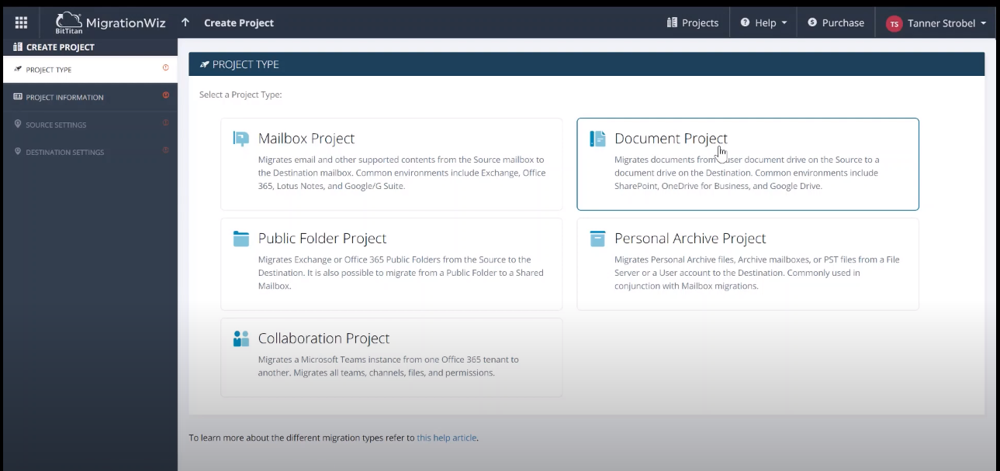 BitTitan
MigrationWiz
Create Project
Projects
Help
Purchase
TS
Tanner Strobel
CREATE PROJECT
PROJECT TYPE
PROJECT INFORMATION
SOURCE SETTINGS
DESTINATION SETTINGS
PROJECT TYPE
Select a Project Type:
Mailbox Project
Migrates email and other supported contents from the Source mailbox to
the Destination mailbox. Common environments include Exchange, Office
365, Lotus Notes, and Google/G Suite.
Document Project
Migrates documents from user document drive on the Source to a
document drive on the Destination. Common environments include
SharePoint, OneDrive for Business, and Google Drive.
Public Folder Project
Migrates Exchange or Office 365 Public Folders from the Source to the
Destination. It is also possible to migrate from a Public Folder to a Shared
Mailbox.
Personal Archive Project
Migrates Personal Archive files, Archive mailboxes, or PST files from a File
Server or a User account to the Destination. Commonly used in
conjunction with Mailbox migrations.
Collaboration Project
Migrates a Microsoft Teams instance from one Office 365 tenant to
another. Migrates all teams, channels, files, and permissions.
To learn more about the different migration types refer to this help article.